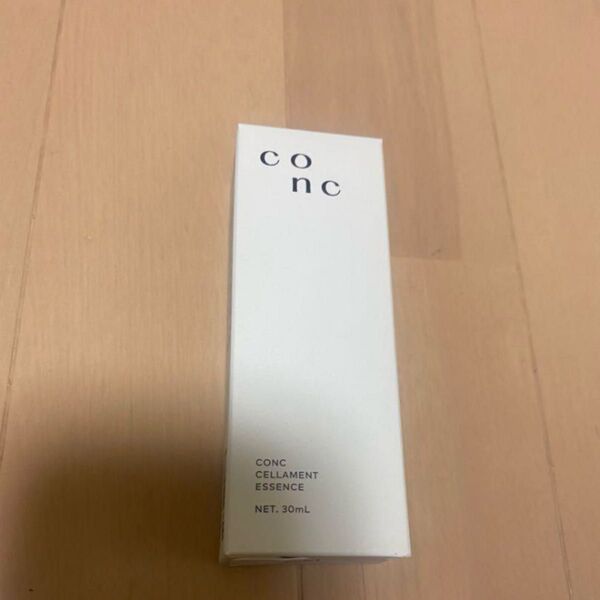 co
nc
CONC
CELLAMENT
ESSENCE
NET. 30mL